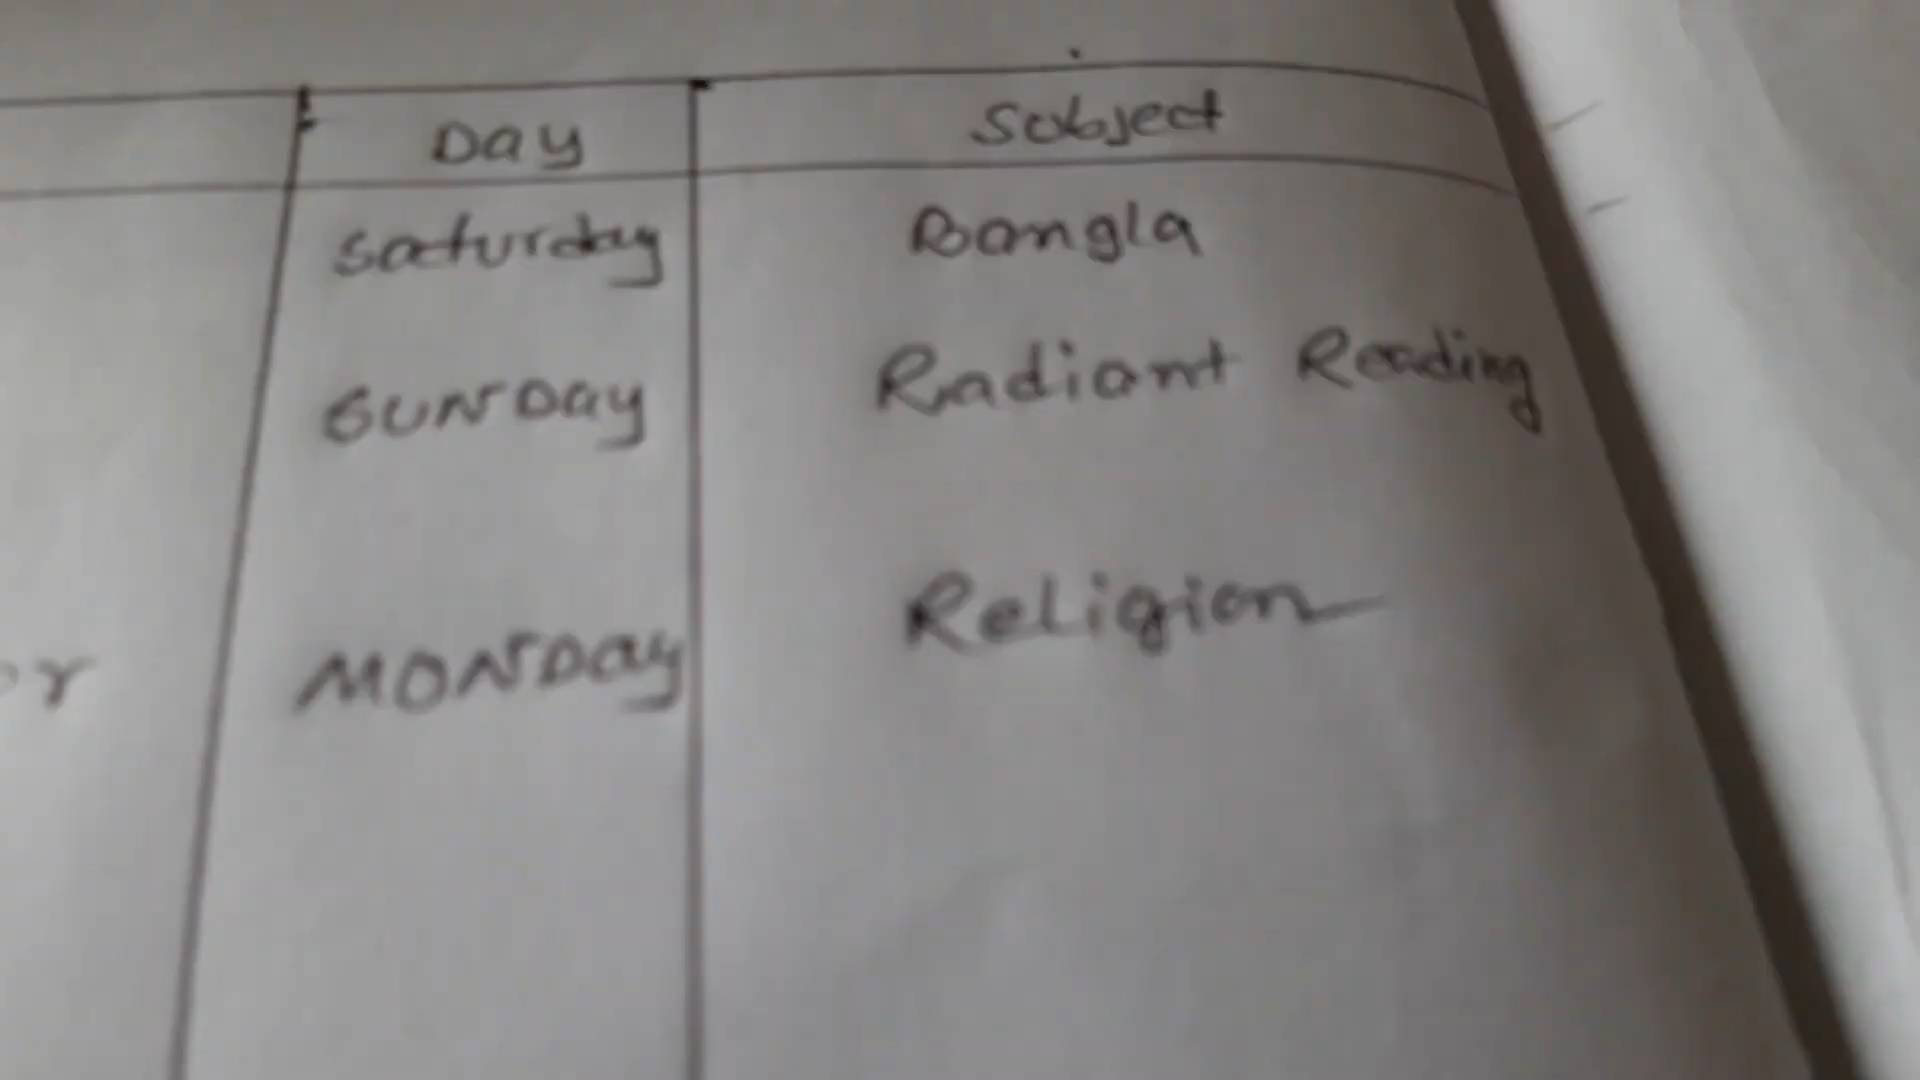 Day Subject
Saturday Bangla
SUNDay Radiant Reading
MONDay Religion